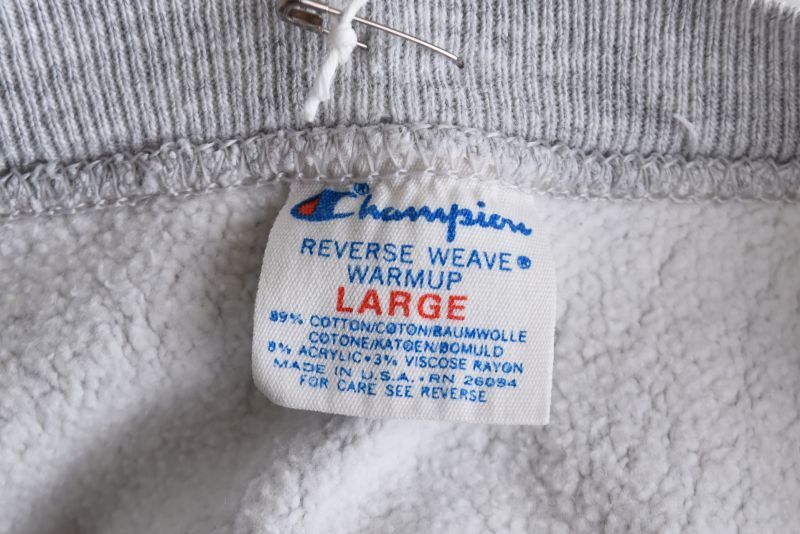 Champion®
REVERSE WEAVE®
WARMUP
LARGE
89% COTTON/COTON/BAUMWOLLE
COTONE/KATOEN/BOMULD
8% ACRYLIC•3% VISCOSE RAYON
MADE IN U.S.A.•RN 26094
FOR CARE SEE REVERSE